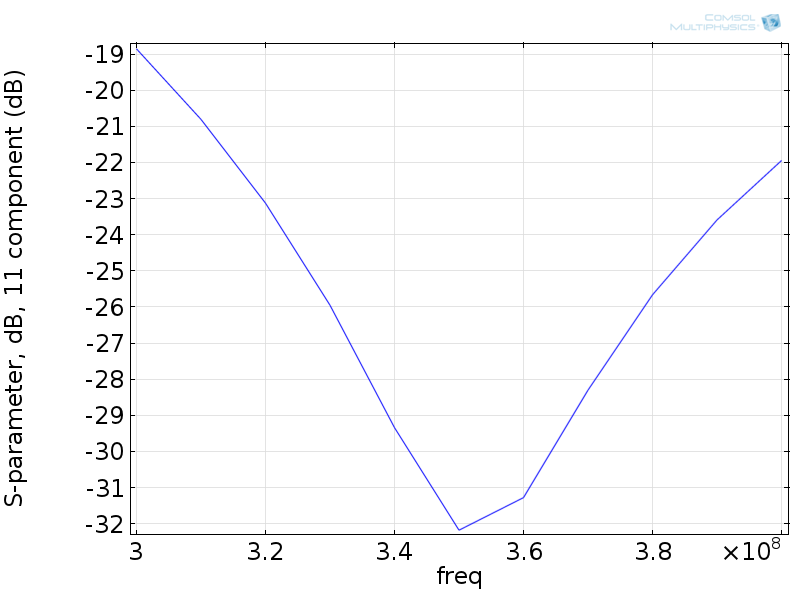 COMSOL
MULTIPHYSICS
S-parameter, dB, 11 component (dB)
-19
-20
-21
-22
-23
-24
-25
-26
-27
-28
-29
-30
-31
-32
3 3.2 3.4 3.6 3.8 ×10⁸
freq